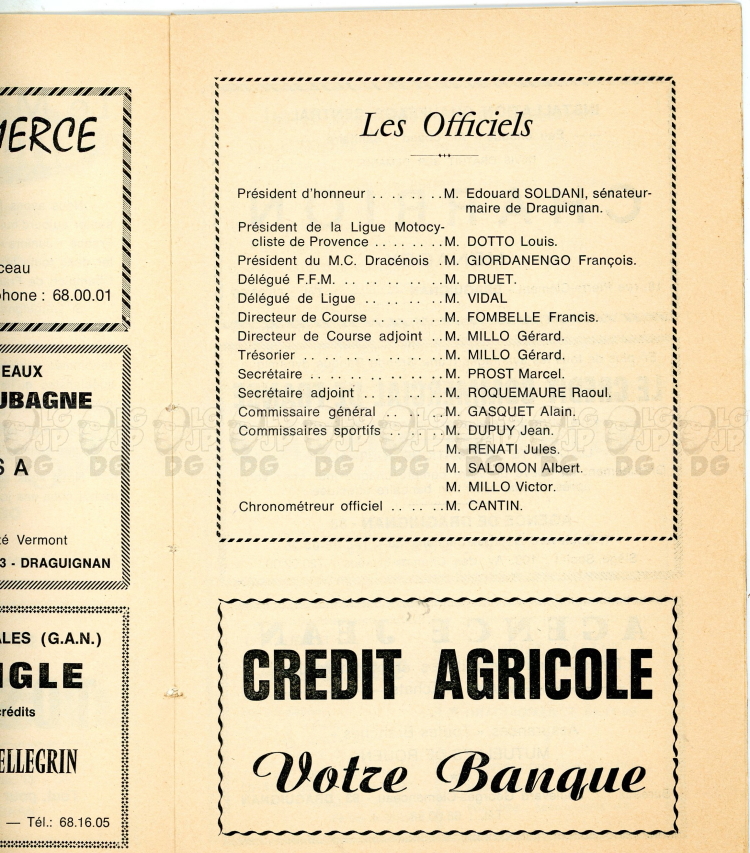 MERCE
ceau
phone : 68.00.01
EAUX
UBAGNE
S A
té Vermont
3 - DRAGUIGNAN
ALES (G.A.N.)
IGLE
crédits
ELLEGRIN
— Tél.: 68.16.05
Les Officiels
Président d'honneur .. .. .. ..M. Edouard SOLDANI, sénateur-
maire de Draguignan.
Président de la Ligue Motocy-
cliste de Provence .. .. .. ..M. DOTTO Louis.
Président du M.C. Dracénois .M. GIORDANENGO François.
Délégué F.F.M. .. .. .. .. ..M. DRUET.
Délégué de Ligue .. .. .. ..M. VIDAL
Directeur de Course .. .. .. ..M. FOMBELLE Francis.
Directeur de Course adjoint ..M. MILLO Gérard.
Trésorier .. .. .. .. .. .. ..M. MILLO Gérard.
Secrétaire .. .. .. .. .. .. ..M. PROST Marcel.
Secrétaire adjoint .. .. .. ..M. ROQUEMAURE Raoul.
Commissaire général .. .. ..M. GASQUET Alain.
Commissaires sportifs .. .. ..M. DUPUY Jean.
M. RENATI Jules.
M. SALOMON Albert.
M. MILLO Victor.
Chronométreur officiel .. .. ..M. CANTIN.
LG JP DG
CREDIT AGRICOLE
Votre Banque